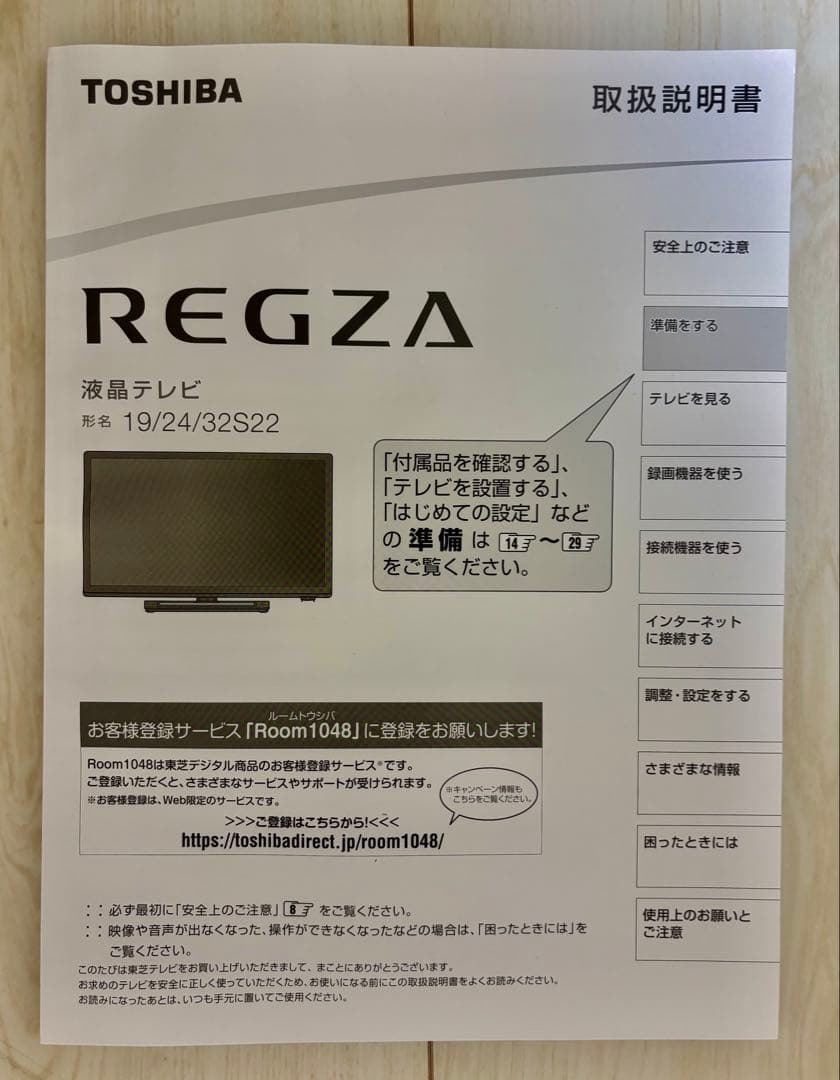 TOSHIBA
取扱説明書
REGZA
液晶テレビ
形名 19/24/32S22
「付属品を確認する」、
「テレビを設置する」、
「はじめての設定」など
の 準備 は 14 ～ 29
をご覧ください。
安全上のご注意
準備をする
テレビを見る
録画機器を使う
接続機器を使う
インターネット
に接続する
調整・設定をする
さまざまな情報
困ったときには
使用上のお願いと
ご注意
ルームトウシバ
お客様登録サービス「Room1048」に登録をお願いします!
Room1048は東芝デジタル商品のお客様登録サービス※です。
ご登録いただくと、さまざまなサービスやサポートが受けられます。
※お客様登録は、Web限定のサービスです。
※キャンペーン情報も
こちらをご覧ください。
>>>ご登録はこちらから!<<<
https://toshibadirect.jp/room1048/
：：必ず最初に「安全上のご注意」 8 をご覧ください。
：：映像や音声が出なくなった、操作ができなくなったなどの場合は、「困ったときには」を
ご覧ください。
このたびは東芝テレビをお買い上げいただきまして、まことにありがとうございます。
お求めのテレビを安全に正しく使っていただくため、お使いになる前にこの取扱説明書をよくお読みください。
お読みになったあとは、いつも手元に置いてご使用ください。